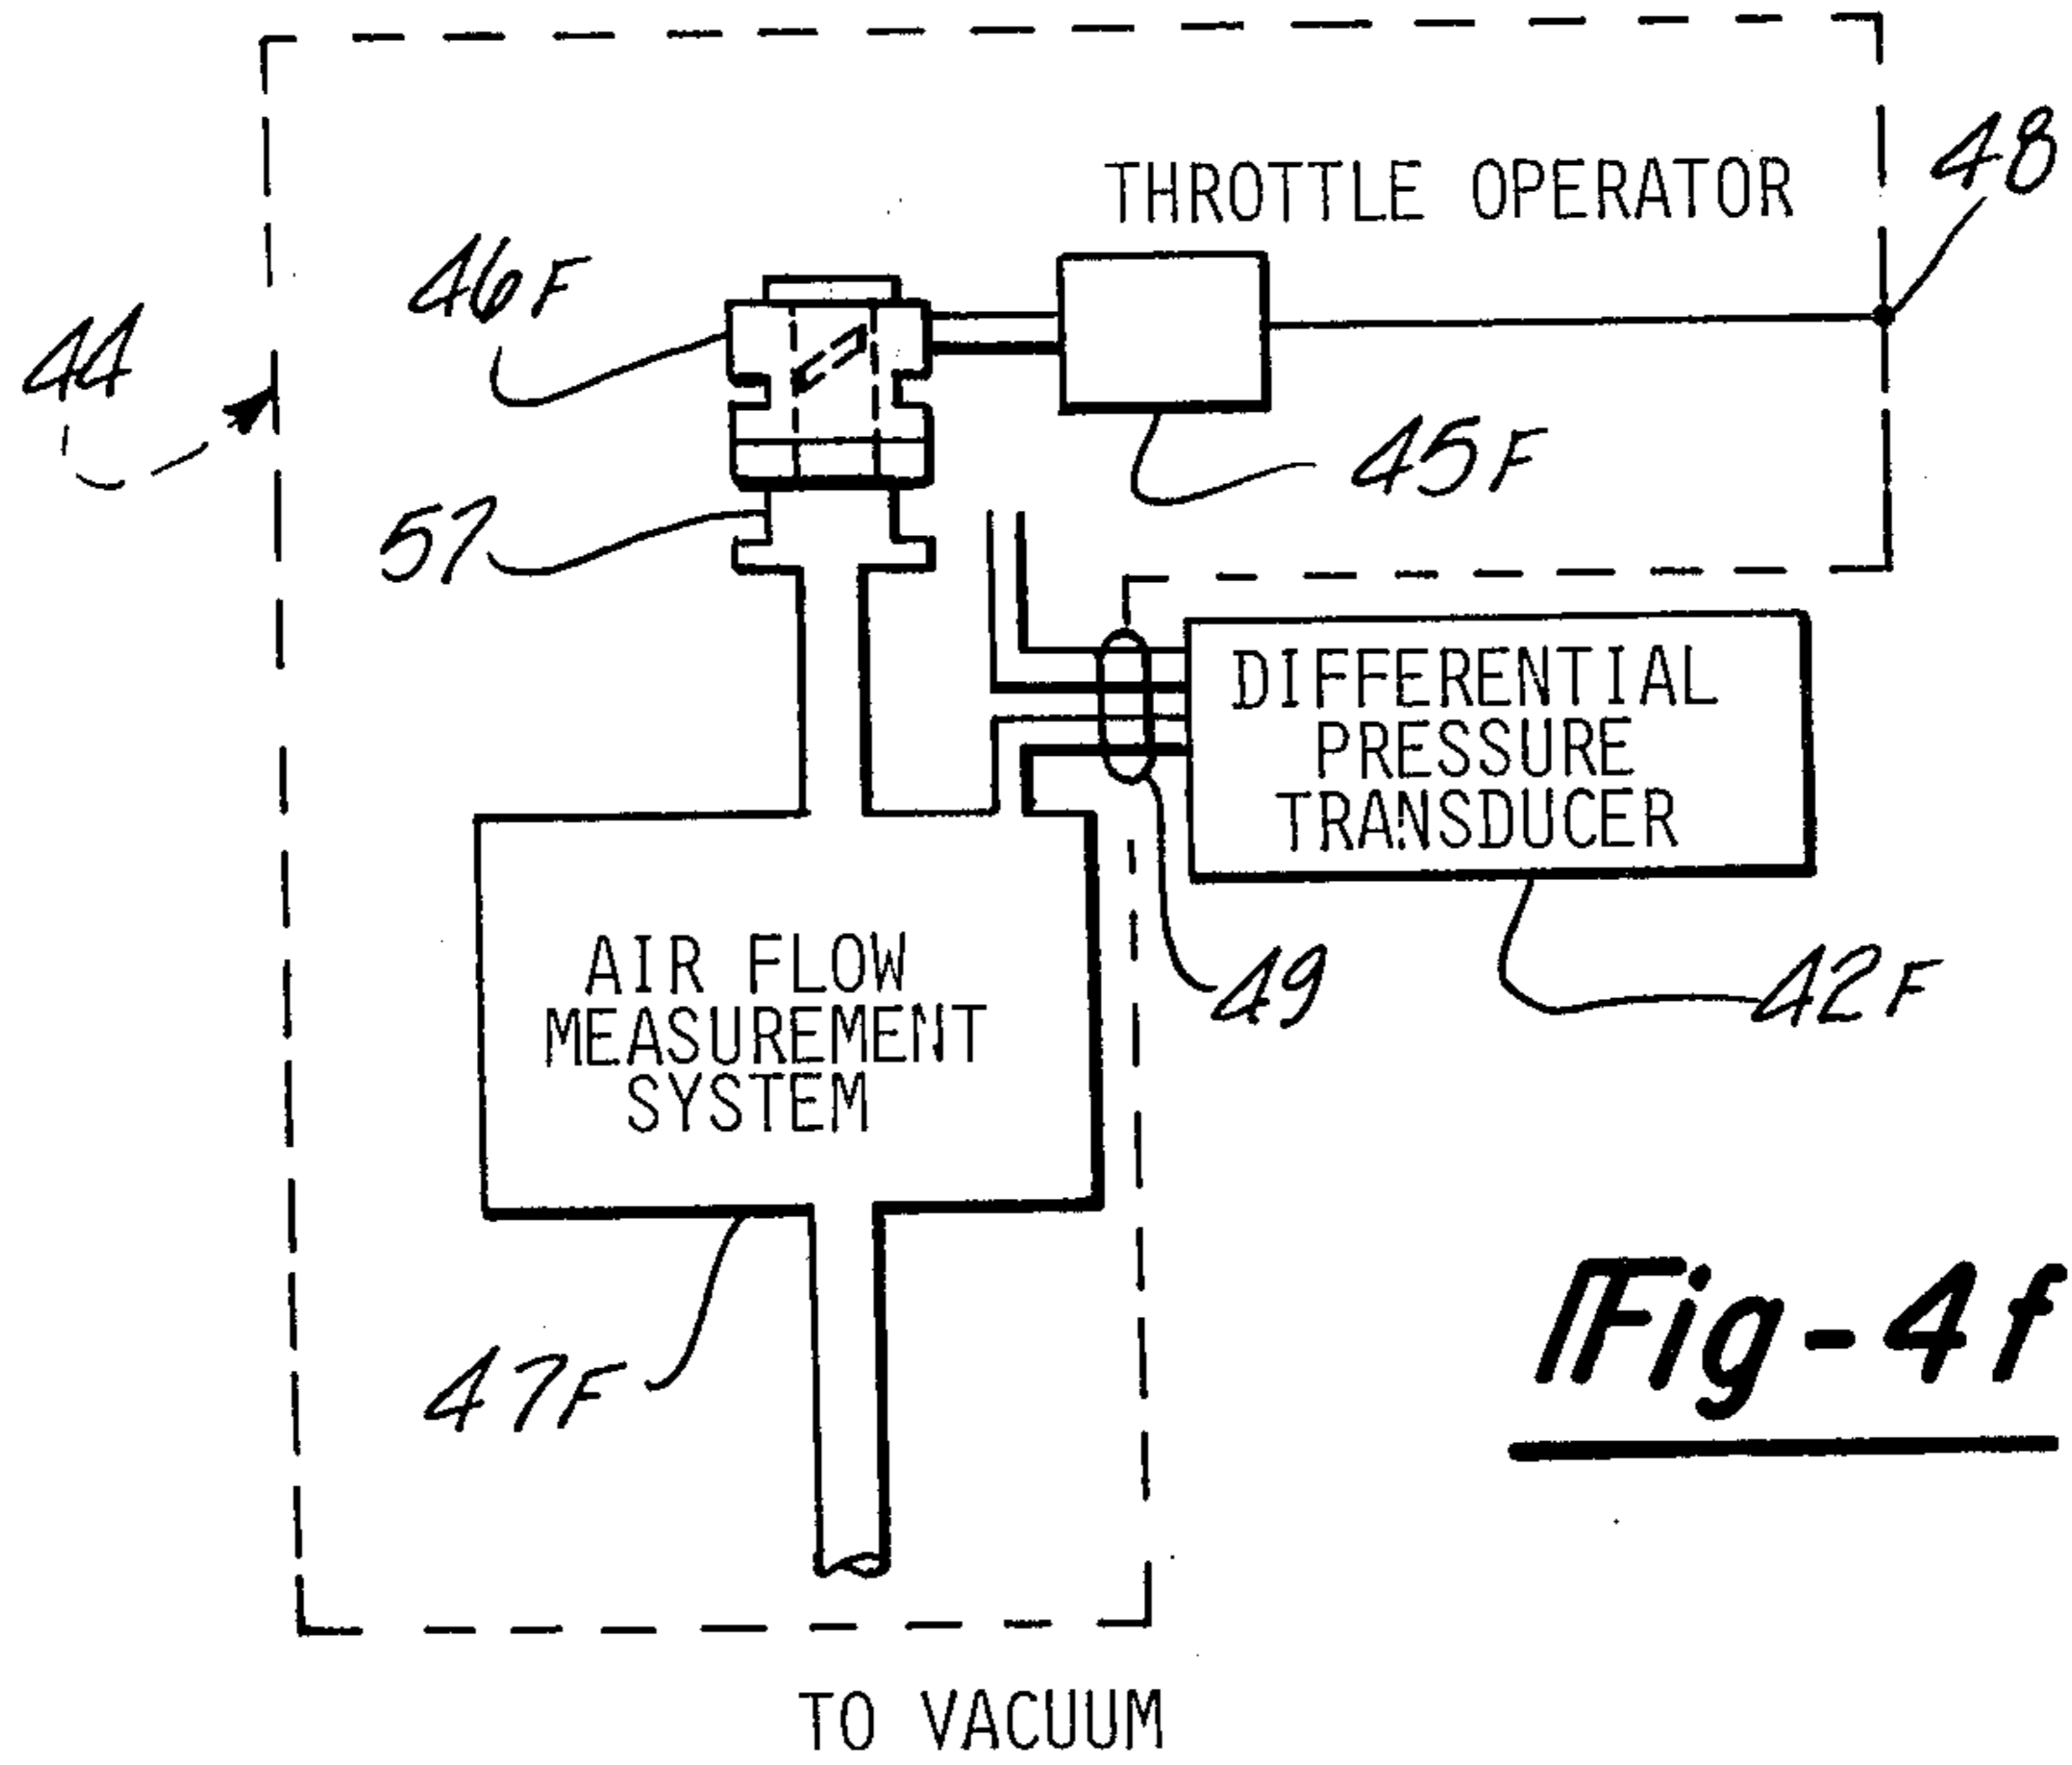 THROTTLE OPERATOR
48
46F
44
45F
57
DIFFERENTIAL
PRESSURE
TRANSDUCER
AIR FLOW
MEASUREMENT
SYSTEM
49
42F
47F
Fig-4f
TO VACUUM